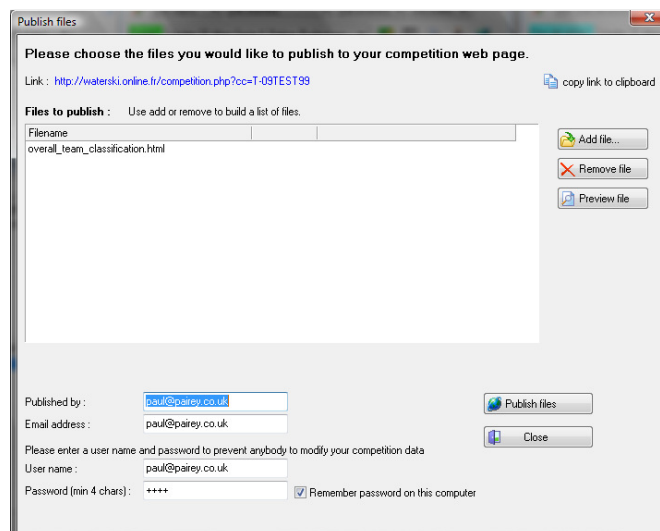 Publish files
Please choose the files you would like to publish to your competition web page.
Link : http://waterski.online.fr/competition.php?cc=T-09TEST99
copy link to clipboard
Files to publish : Use add or remove to build a list of files.
Filename
overall_team_classification.html
Add file...
Remove file
Preview file
Published by : paul@pairey.co.uk
Publish files
Email address : paul@pairey.co.uk
Close
Please enter a user name and password to prevent anybody to modify your competition data
User name : paul@pairey.co.uk
Password (min 4 chars) : ++++ Remember password on this computer